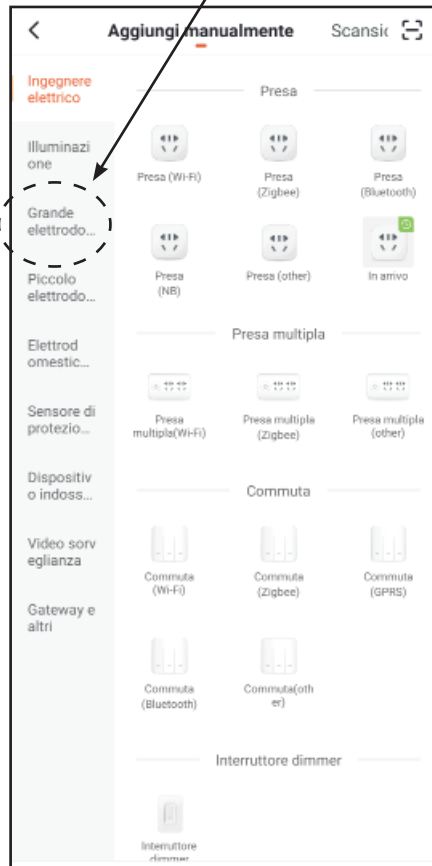 Aggiungi manualmente
Scansic
Ingegnere
elettrico
Illuminazi
one
Grande
elettrodo...
Piccolo
elettrodo...
Elettrod
omestic...
Sensore di
protezio...
Dispositiv
o indoss...
Video sorv
eglianza
Gateway e
altri
Presa
Presa (Wi-Fi)
Presa
(Zigbee)
Presa
(Bluetooth)
Presa
(NB)
Presa (other)
In arrivo
Presa multipla
Presa
multipla(Wi-Fi)
Presa multipla
(Zigbee)
Presa multipla
(other)
Commuta
Commuta
(Wi-Fi)
Commuta
(Zigbee)
Commuta
(GPRS)
Commuta
(Bluetooth)
Commuta(oth
er)
Interruttore dimmer
Interruttore
dimmer